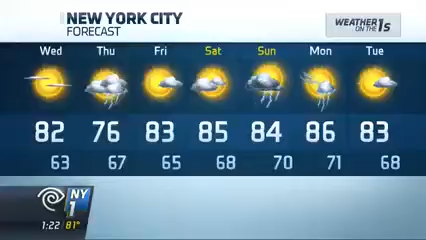 NEW YORK CITY
FORECAST
WEATHER
ON THE 1s
Wed Thu Fri Sat Sun Mon Tue
82 76 83 85 84 86 83
63 67 65 68 70 71 68
NY
1
1:22 81°